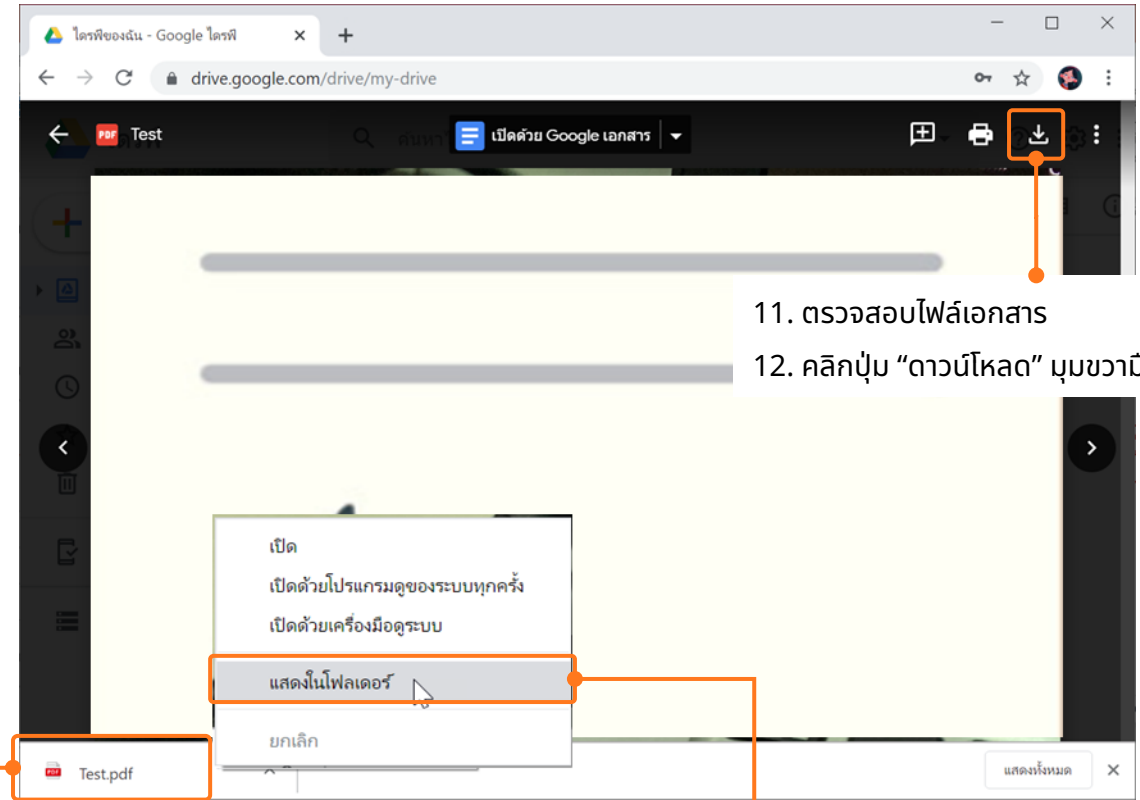 ไดรฟ์ของฉัน - Google ไดรฟ์
drive.google.com/drive/my-drive
PDF Test
เปิดด้วย Google เอกสาร
11. ตรวจสอบไฟล์เอกสาร
12. คลิกปุ่ม “ดาวน์โหลด” มุมขวามื
เปิด
เปิดด้วยโปรแกรมดูของระบบทุกครั้ง
เปิดด้วยเครื่องมือดูระบบ
แสดงในโฟลเดอร์
ยกเลิก
PDF Test.pdf
แสดงทั้งหมด